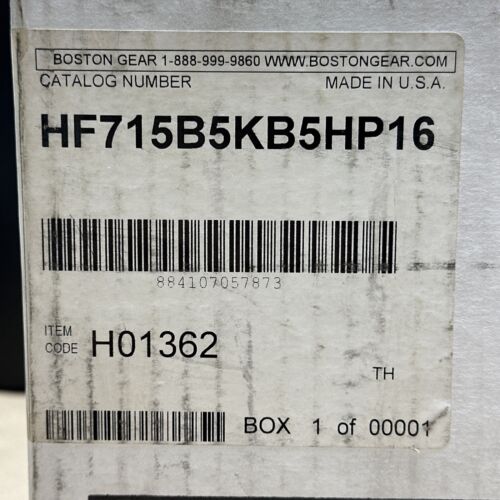 BOSTON GEAR 1-888-999-9860 WWW.BOSTONGEAR.COM
CATALOG NUMBER MADE IN U.S.A.
HF715B5KB5HP16
884107057873
ITEM CODE H01362
TH
BOX 1 of 00001